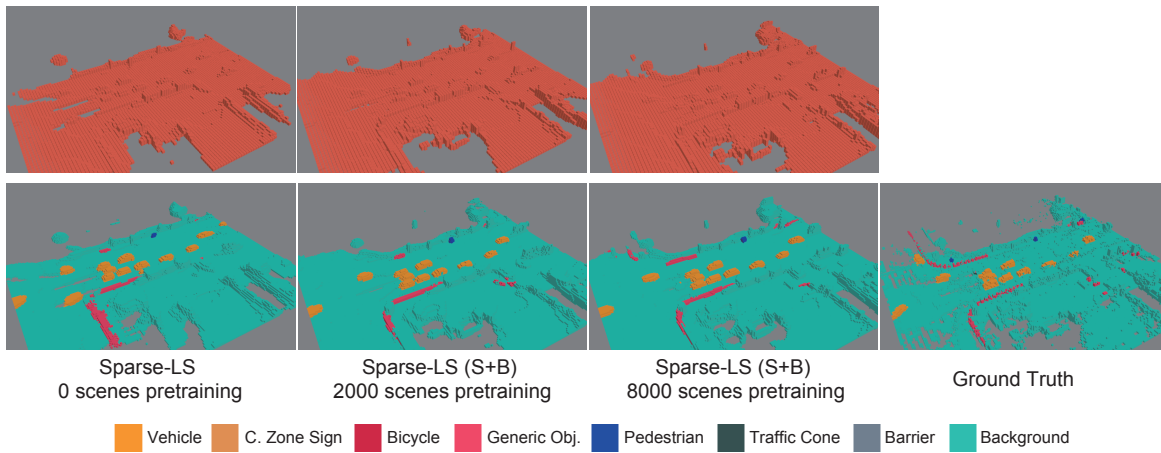 Sparse-LS
0 scenes pretraining
Sparse-LS (S+B)
2000 scenes pretraining
Sparse-LS (S+B)
8000 scenes pretraining
Ground Truth
Vehicle
C. Zone Sign
Bicycle
Generic Obj.
Pedestrian
Traffic Cone
Barrier
Background